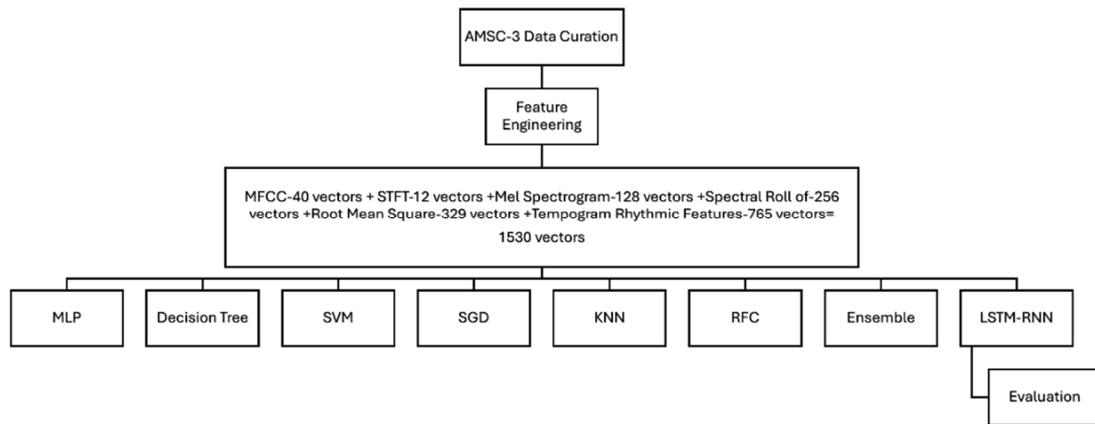 AMSC-3 Data Curation
Feature
Engineering
MFCC-40 vectors + STFT-12 vectors +Mel Spectrogram-128 vectors +Spectral Roll of-256
vectors +Root Mean Square-329 vectors +Tempogram Rhythmic Features-765 vectors=
1530 vectors
MLP
Decision Tree
SVM
SGD
KNN
RFC
Ensemble
LSTM-RNN
Evaluation